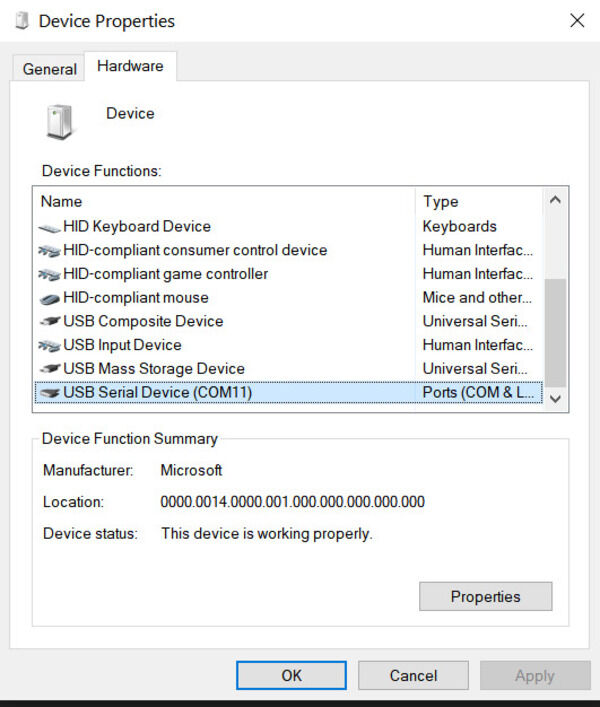 Device Properties
General Hardware
Device
Device Functions:
Name Type
HID Keyboard Device Keyboards
HID-compliant consumer control device Human Interfac...
HID-compliant game controller Human Interfac...
HID-compliant mouse Mice and other...
USB Composite Device Universal Seri...
USB Input Device Human Interfac...
USB Mass Storage Device Universal Seri...
USB Serial Device (COM11) Ports (COM & L...
Device Function Summary
Manufacturer: Microsoft
Location: 0000.0014.0000.001.000.000.000.000.000
Device status: This device is working properly.
Properties
OK Cancel Apply